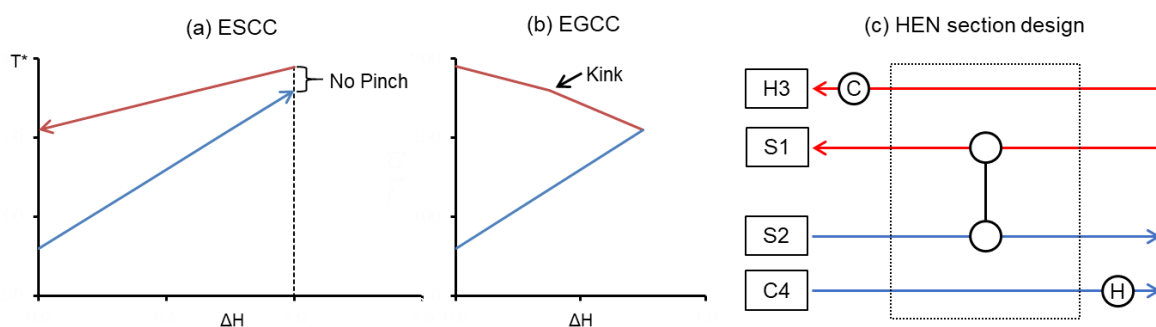 (a) ESCC
(b) EGCC
(c) HEN section design
T*
No Pinch
Kink
H3
C
S1
S2
C4
H
ΔH
ΔH